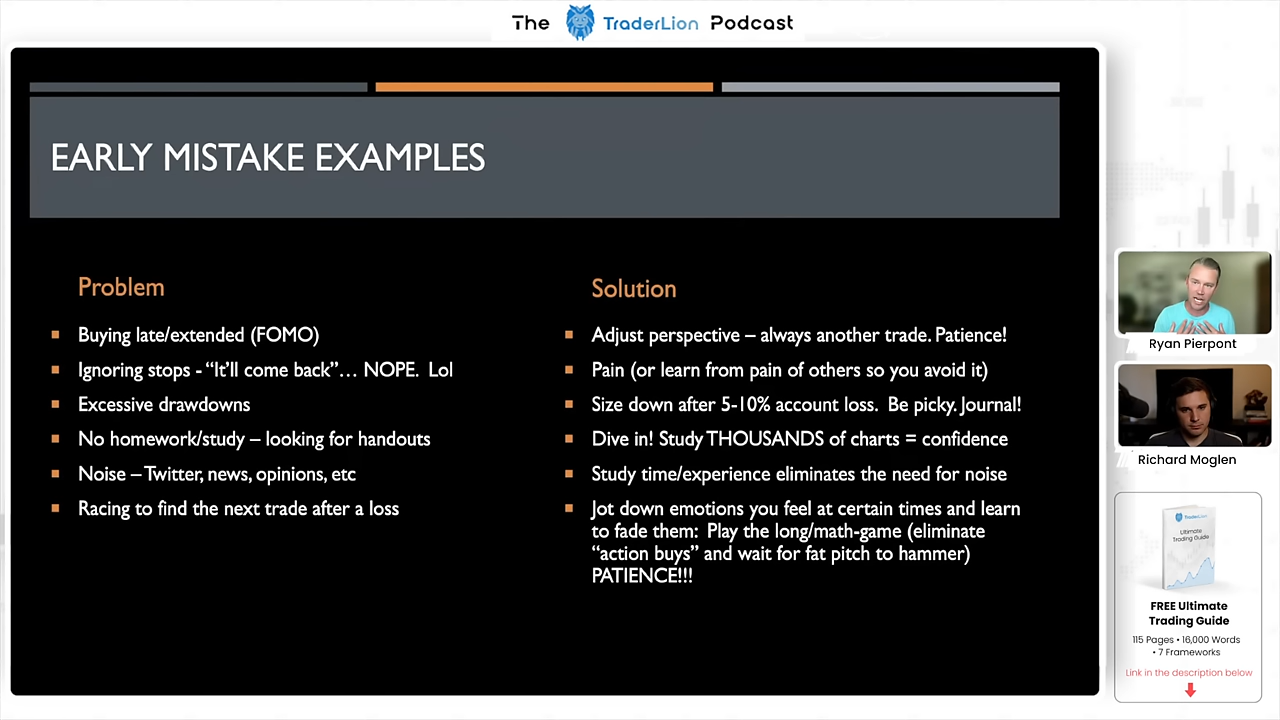 The TraderLion Podcast
EARLY MISTAKE EXAMPLES
Problem
Buying late/extended (FOMO)
Ignoring stops - “It’ll come back”… NOPE. Lol
Excessive drawdowns
No homework/study – looking for handouts
Noise – Twitter, news, opinions, etc
Racing to find the next trade after a loss
Solution
Adjust perspective – always another trade. Patience!
Pain (or learn from pain of others so you avoid it)
Size down after 5-10% account loss. Be picky. Journal!
Dive in! Study THOUSANDS of charts = confidence
Study time/experience eliminates the need for noise
Jot down emotions you feel at certain times and learn
to fade them: Play the long/math-game (eliminate
“action buys” and wait for fat pitch to hammer)
PATIENCE!!!
Ryan Pierpont
Richard Moglen
TraderLion
Ultimate
Trading Guide
FREE Ultimate
Trading Guide
115 Pages • 16,000 Words
• 7 Frameworks
Link in the description below